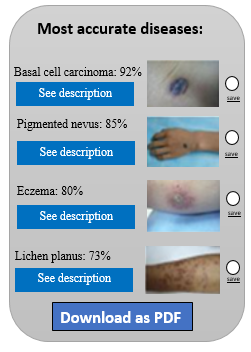 Most accurate diseases:
Basal cell carcinoma: 92%
See description
save
Pigmented nevus: 85%
See description
save
Eczema: 80%
See description
save
Lichen planus: 73%
See description
save
Download as PDF